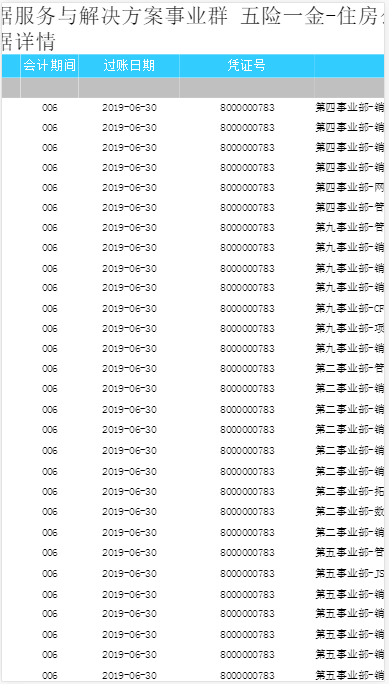 据服务与解决方案事业群 五险一金-住房
据详情
会计期间 过账日期 凭证号
006 2019-06-30 8000000783 第四事业部-销
006 2019-06-30 8000000783 第四事业部-销
006 2019-06-30 8000000783 第四事业部-销
006 2019-06-30 8000000783 第四事业部-销
006 2019-06-30 8000000783 第四事业部-网
006 2019-06-30 8000000783 第四事业部-管
006 2019-06-30 8000000783 第九事业部-管
006 2019-06-30 8000000783 第九事业部-销
006 2019-06-30 8000000783 第九事业部-销
006 2019-06-30 8000000783 第九事业部-销
006 2019-06-30 8000000783 第九事业部-CF
006 2019-06-30 8000000783 第九事业部-项
006 2019-06-30 8000000783 第九事业部-销
006 2019-06-30 8000000783 第二事业部-管
006 2019-06-30 8000000783 第二事业部-销
006 2019-06-30 8000000783 第二事业部-销
006 2019-06-30 8000000783 第二事业部-销
006 2019-06-30 8000000783 第二事业部-销
006 2019-06-30 8000000783 第二事业部-销
006 2019-06-30 8000000783 第二事业部-拓
006 2019-06-30 8000000783 第二事业部-数
006 2019-06-30 8000000783 第二事业部-销
006 2019-06-30 8000000783 第五事业部-管
006 2019-06-30 8000000783 第五事业部-JS
006 2019-06-30 8000000783 第五事业部-销
006 2019-06-30 8000000783 第五事业部-销
006 2019-06-30 8000000783 第五事业部-销
006 2019-06-30 8000000783 第五事业部-销
006 2019-06-30 8000000783 第五事业部-销